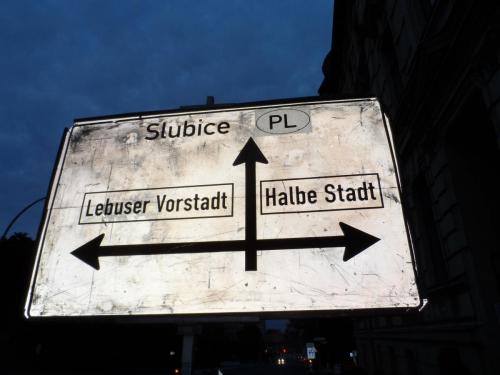 Slubice PL
Lebuser Vorstadt
Halbe Stadt